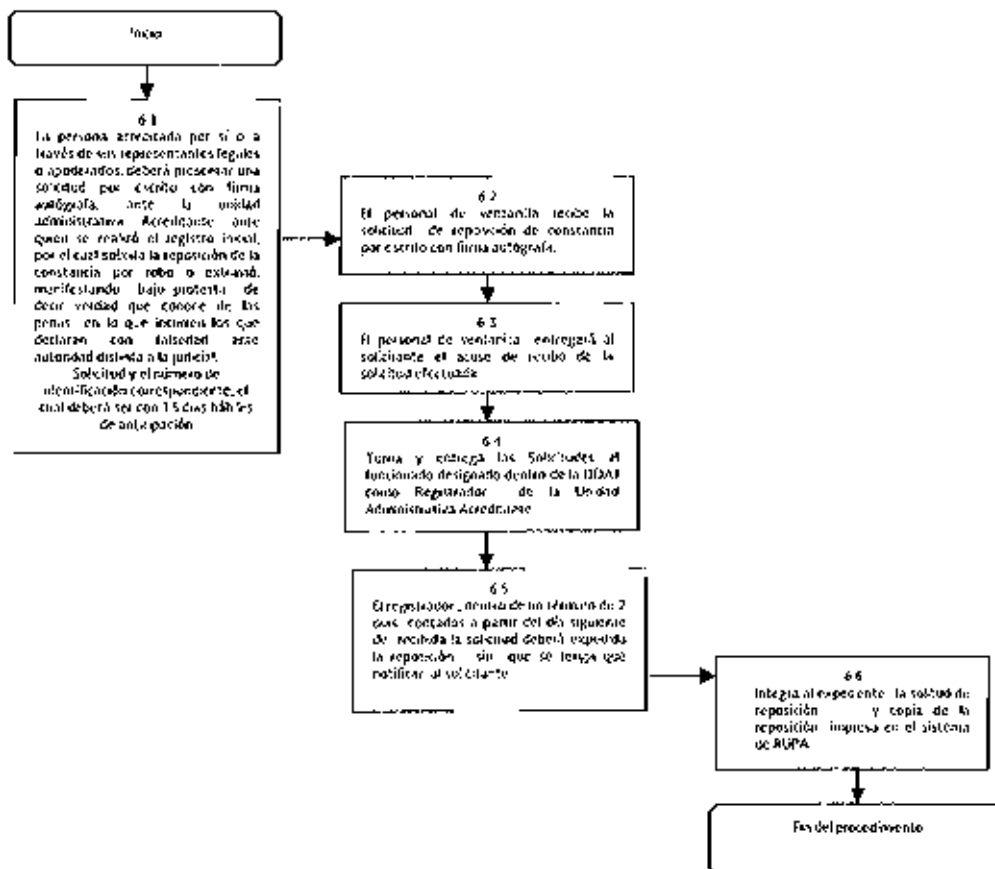 Inicio
6.1
La persona acreditada por sí o a
través de sus representantes legales
o apoderados, deberá presentar una
solicitud por escrito con firma
autógrafa, ante la unidad
administrativa Acreditante ante
quien se realizó el registro inicial,
por el cual solicita la reposición de la
constancia por robo o extravío,
manifestando bajo protesta de
decir verdad que conoce de las
penas en la que incurren los que
declaran con falsedad ante
autoridad distinta a la judicial.
Solicitud y el número de
identificación correspondiente, el
cual deberá ser con 15 días hábiles
de anticipación
6.2
El personal de ventanilla recibe la
solicitud de reposición de constancia
por escrito con firma autógrafa.
6.3
El personal de ventanilla entregará al
solicitante el acuse de recibo de la
solicitud efectuada
6.4
Turna y entrega las Solicitudes al
funcionado designado dentro de la
como Registrador de la Unidad
Administrativa Acreditante
6.5
El registrador, dentro de un término de 2
días, contados a partir del día siguiente
de recibida la solicitud deberá expedida
la reposición sin que se tenga que
notificar al solicitante
6.6
Integra al expediente la solitud de
reposición y copia de la
reposición impresa en el sistema
de RUPA
Fin del procedimiento